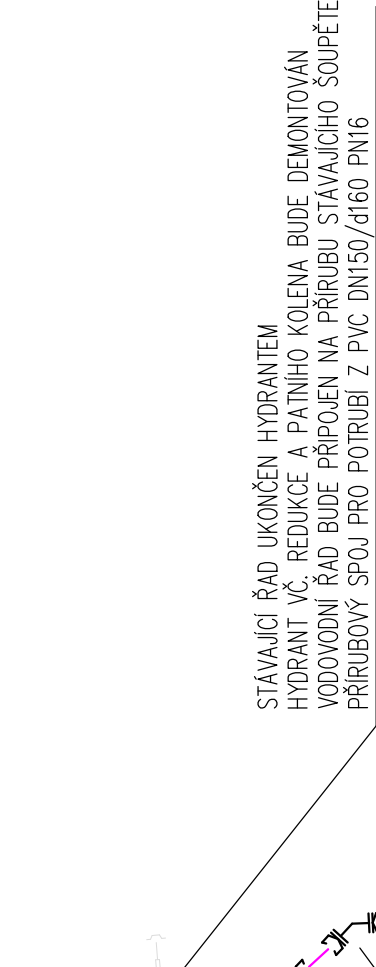 STÁVAJÍCÍ ŘAD UKONČEN HYDRANTEM
HYDRANT VČ. REDUKCE A PATNÍHO KOLENA BUDE DEMONTOVÁN
VODOVODNÍ ŘAD BUDE PŘIPOJEN NA PŘÍRUBU STÁVAJÍCÍHO ŠOUPĚTE
PŘÍRUBOVÝ SPOJ PRO POTRUBÍ Z PVC DN150/d160 PN16